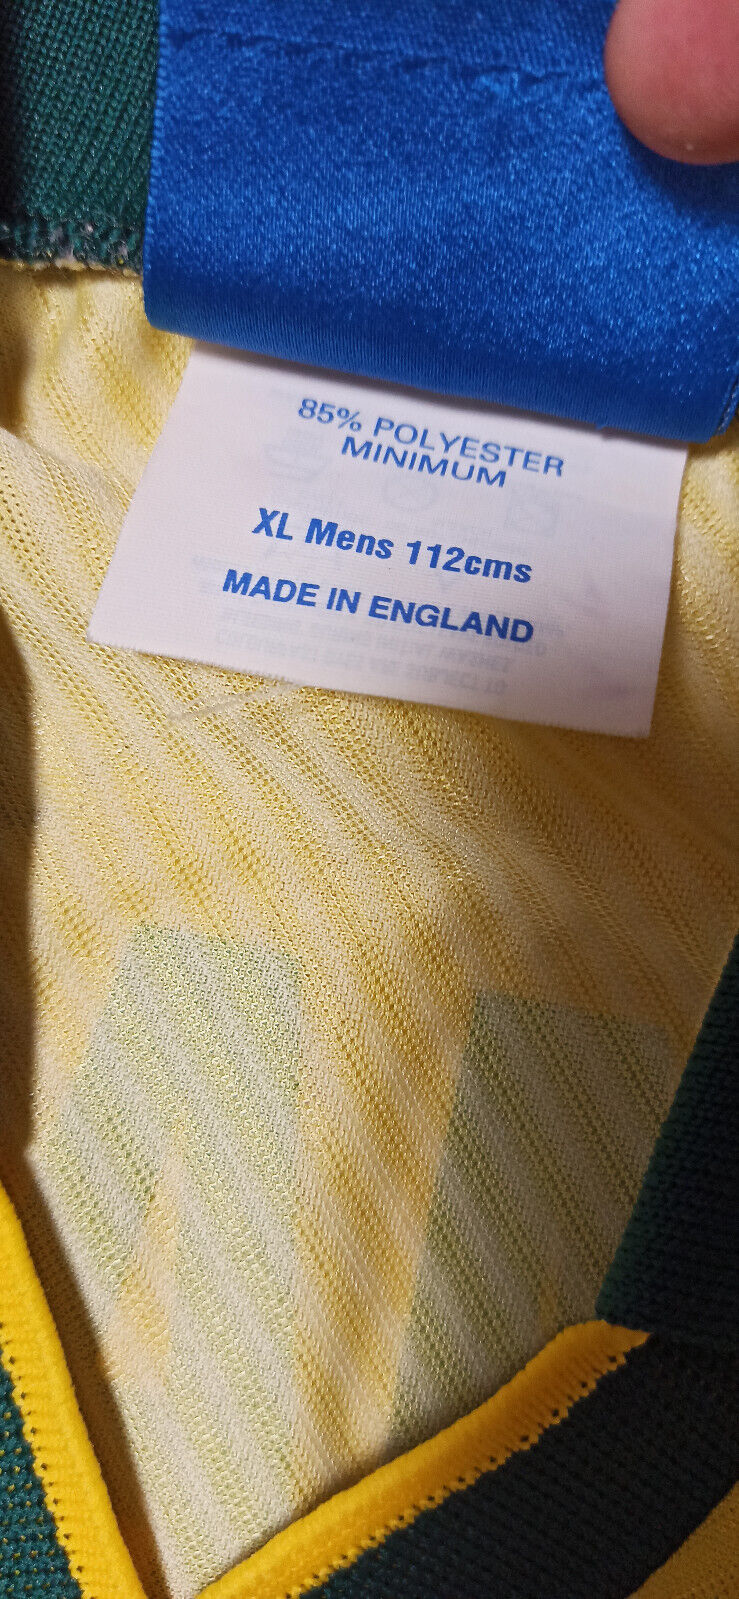 85% POLYESTER
MINIMUM
XL Mens 112cms
MADE IN ENGLAND